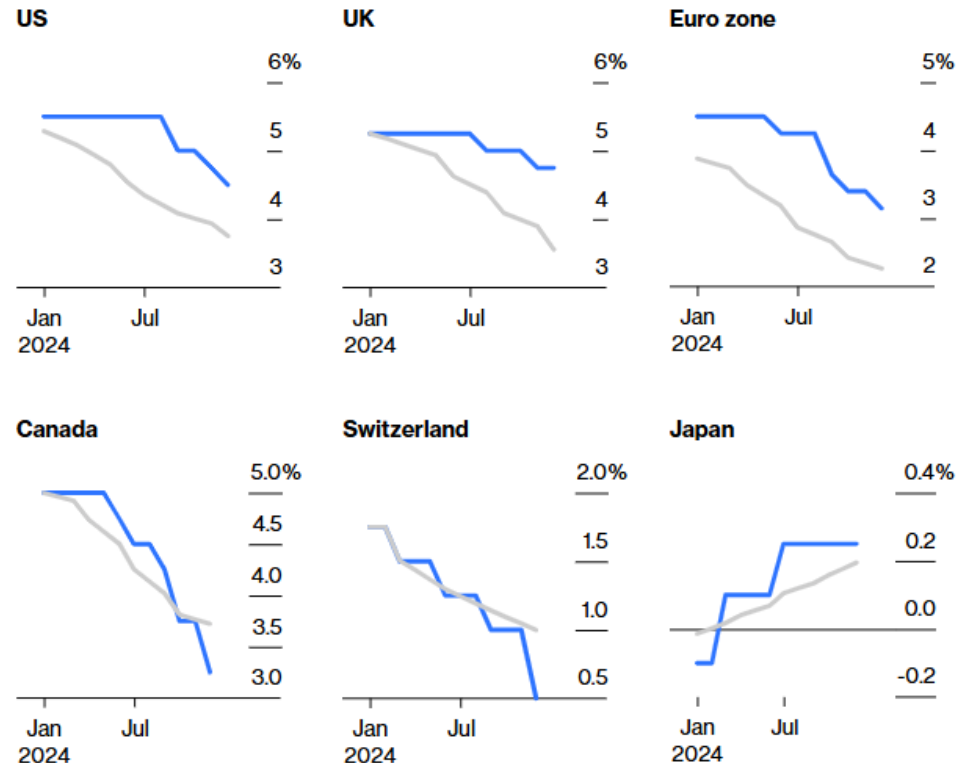 US
6%
5
4
3
Jan
2024
Jul
UK
6%
5
4
3
Jan
2024
Jul
Euro zone
5%
4
3
2
Jan
2024
Jul
Canada
5.0%
4.5
4.0
3.5
3.0
Jan
2024
Jul
Switzerland
2.0%
1.5
1.0
0.5
Jan
2024
Jul
Japan
0.4%
0.2
0.0
-0.2
Jan
2024
Jul